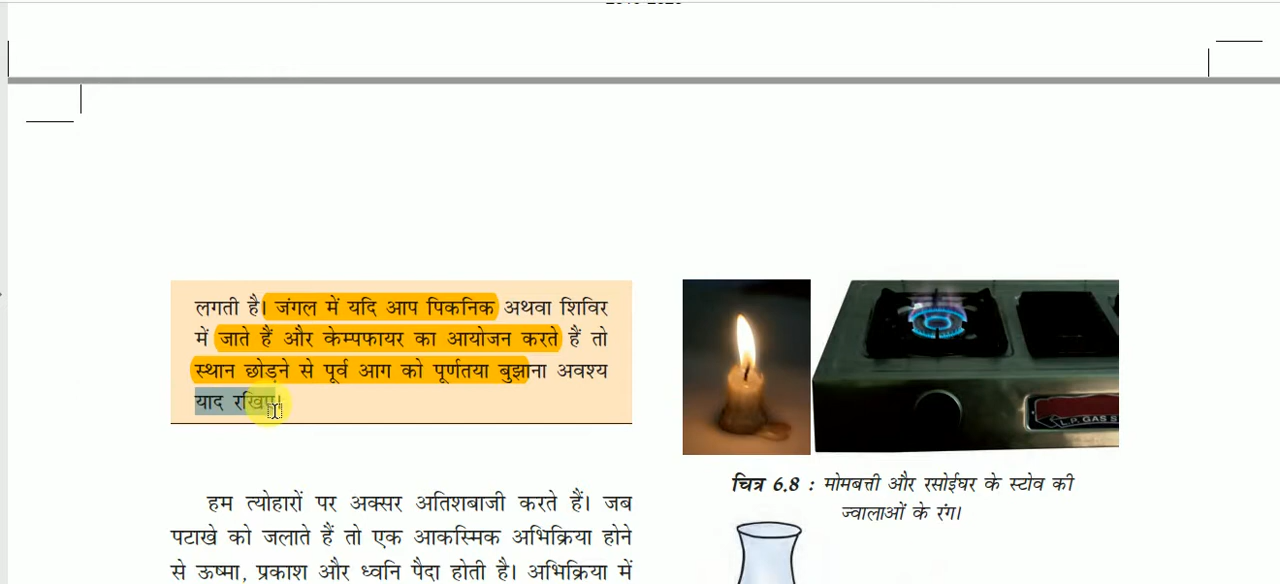 लगती है। जंगल में यदि आप पिकनिक अथवा शिविर
में जाते हैं और केम्पफायर का आयोजन करते हैं तो
स्थान छोड़ने से पूर्व आग को पूर्णतया बुझाना अवश्य
याद रखिए।
L.P. GAS S
चित्र 6.8 : मोमबत्ती और रसोईघर के स्टोव की
ज्वालाओं के रंग।
हम त्योहारों पर अक्सर अतिशबाजी करते हैं। जब
पटाखे को जलाते हैं तो एक आकस्मिक अभिक्रिया होने
से ऊष्मा, प्रकाश और ध्वनि पैदा होती है। अभिक्रिया में